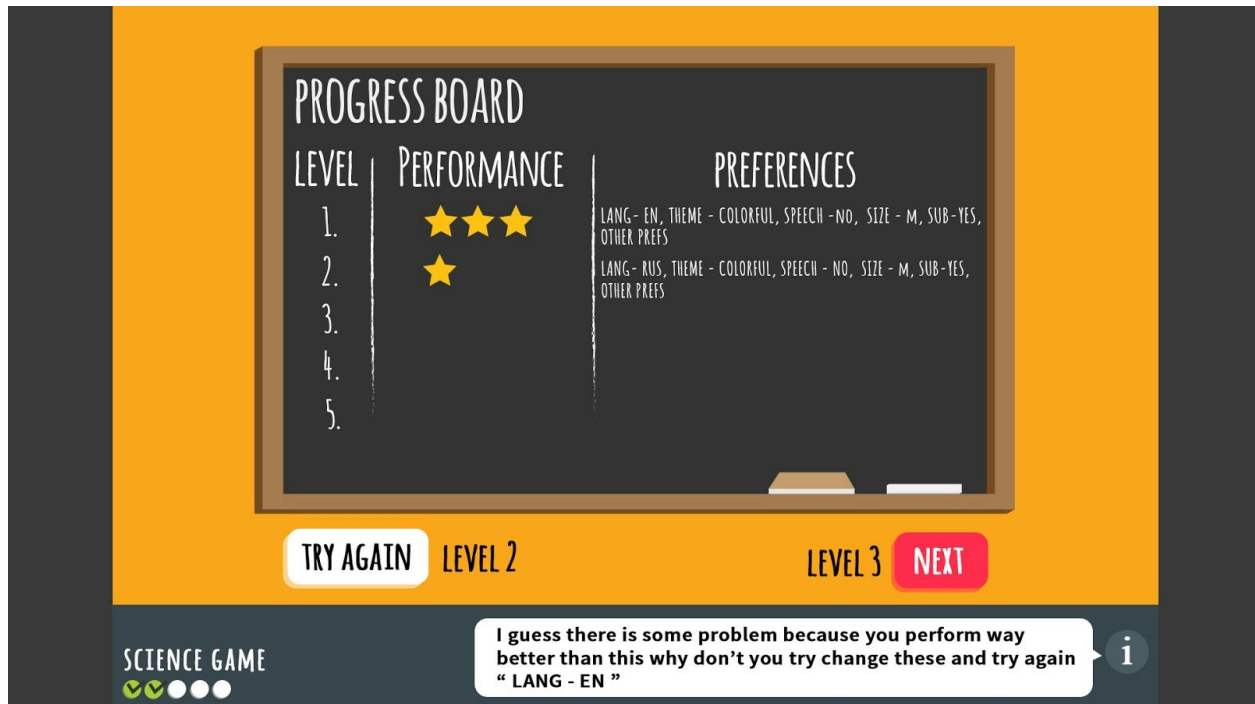 PROGRESS BOARD
LEVEL PERFORMANCE PREFERENCES
1. LANG- EN, THEME - COLORFUL, SPEECH -NO, SIZE - M, SUB-YES,
OTHER PREFS
2. LANG- RUS, THEME - COLORFUL, SPEECH - NO, SIZE - M, SUB-YES,
OTHER PREFS
3.
4.
5.
TRY AGAIN LEVEL 2 LEVEL 3 NEXT
SCIENCE GAME
I guess there is some problem because you perform way
better than this why don’t you try change these and try again
“ LANG - EN ”
i